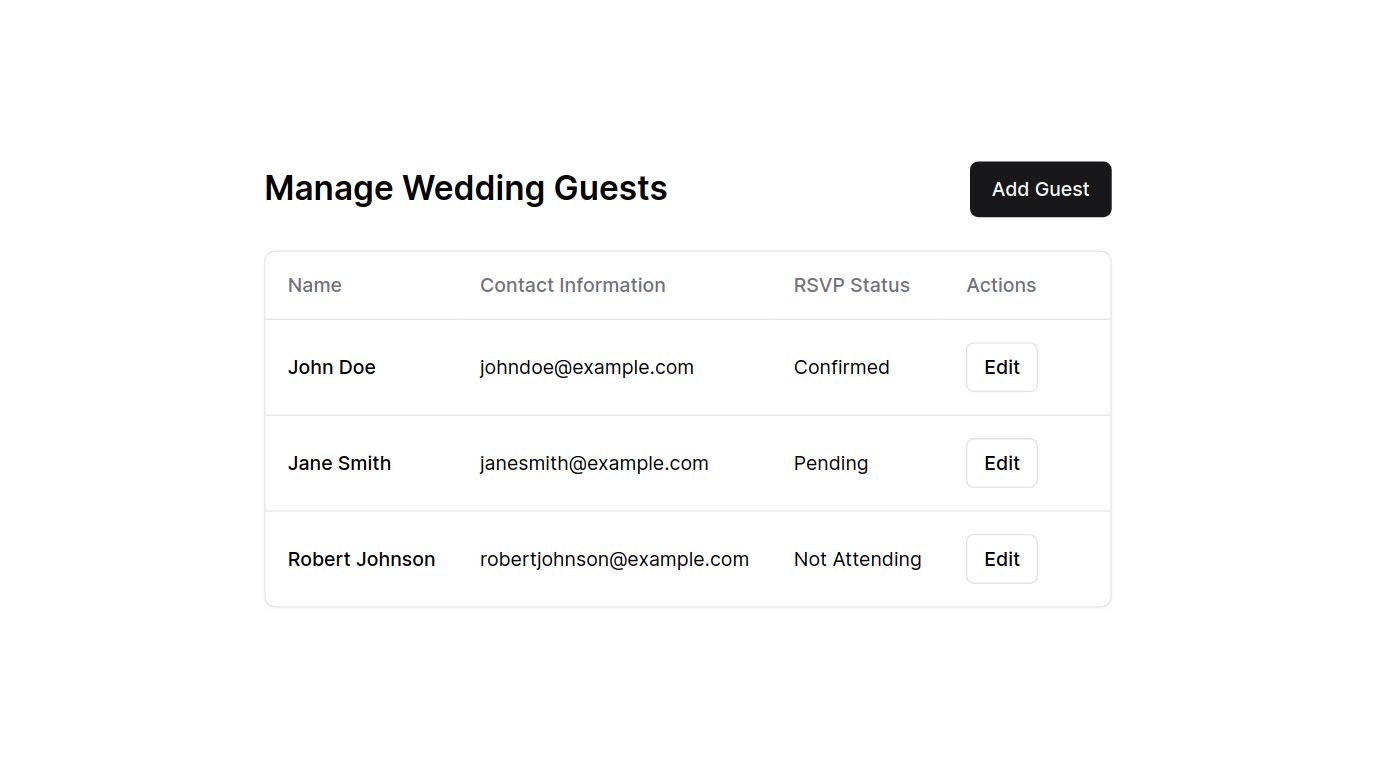 Manage Wedding Guests
Add Guest
Name Contact Information RSVP Status Actions
John Doe johndoe@example.com Confirmed Edit
Jane Smith janesmith@example.com Pending Edit
Robert Johnson robertjohnson@example.com Not Attending Edit